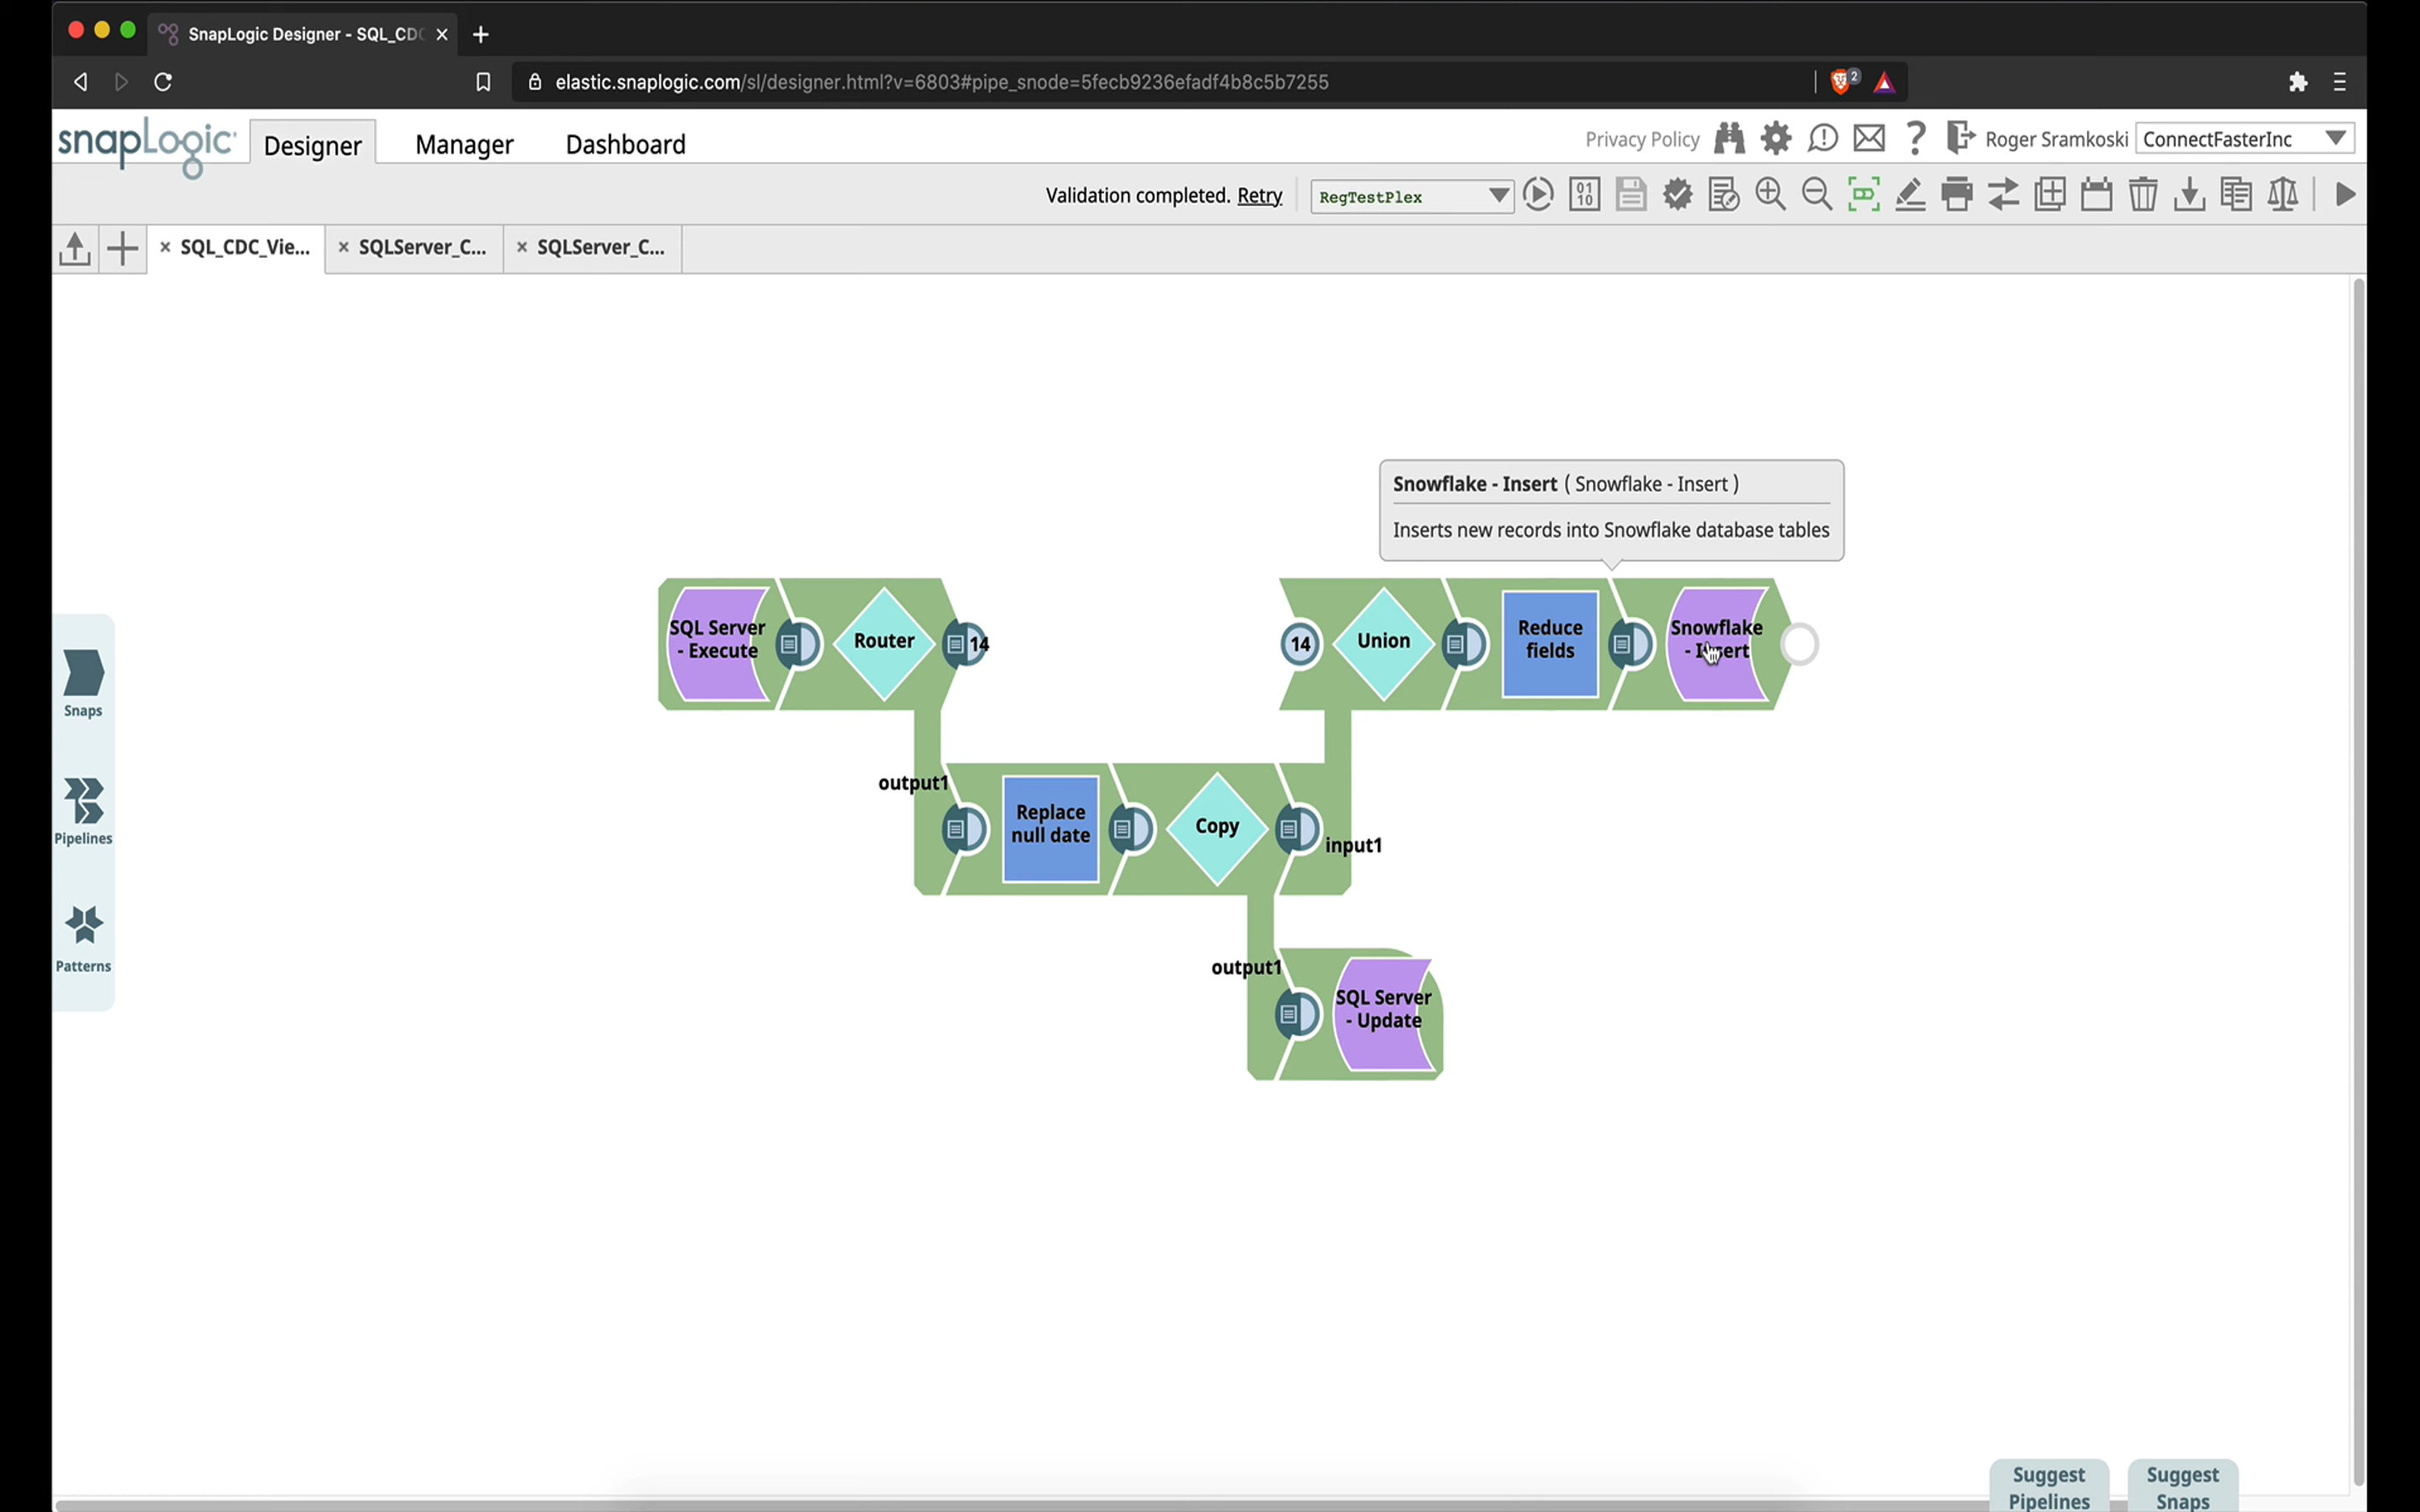 SnapLogic Designer - SQL_CD
elastic.snaplogic.com/sl/designer.html?v=6803#pipe_snode=5fecb9236efadf4b8c5b7255
2
snapLogic
Designer
Manager
Dashboard
Privacy Policy
Roger Sramkoski
ConnectFasterInc
Validation completed. Retry
RegTestPlex
01
10
SQL_CDC_Vie...
SQLServer_C...
SQLServer_C...
Snowflake - Insert ( Snowflake - Insert )
Inserts new records into Snowflake database tables
SQL Server
- Execute
Router
14
14
Union
Reduce
fields
Snowflake
- Insert
Snaps
Pipelines
Patterns
output1
Replace
null date
Copy
input1
output1
SQL Server
- Update
Suggest
Pipelines
Suggest
Snaps